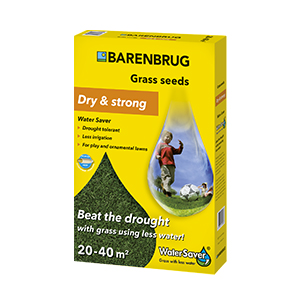 BARENBRUG
Grass seeds
Dry & strong
Water Saver
• Drought tolerant
• Less irrigation
• For play and ornamental lawns
Beat the drought
with grass using less water!
20-40 m²
WaterSaver
Grass with less water